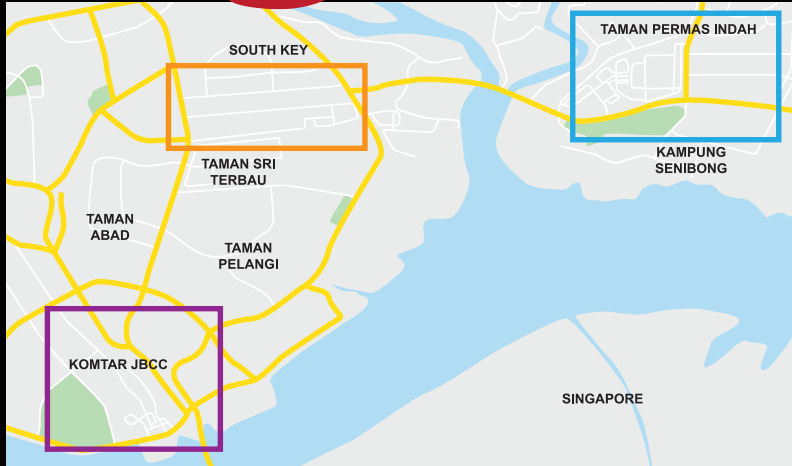 SOUTH KEY
TAMAN PERMAS INDAH
TAMAN SRI
TERBAU
KAMPUNG
SENIBONG
TAMAN
ABAD
TAMAN
PELANGI
KOMTAR JBCC
SINGAPORE